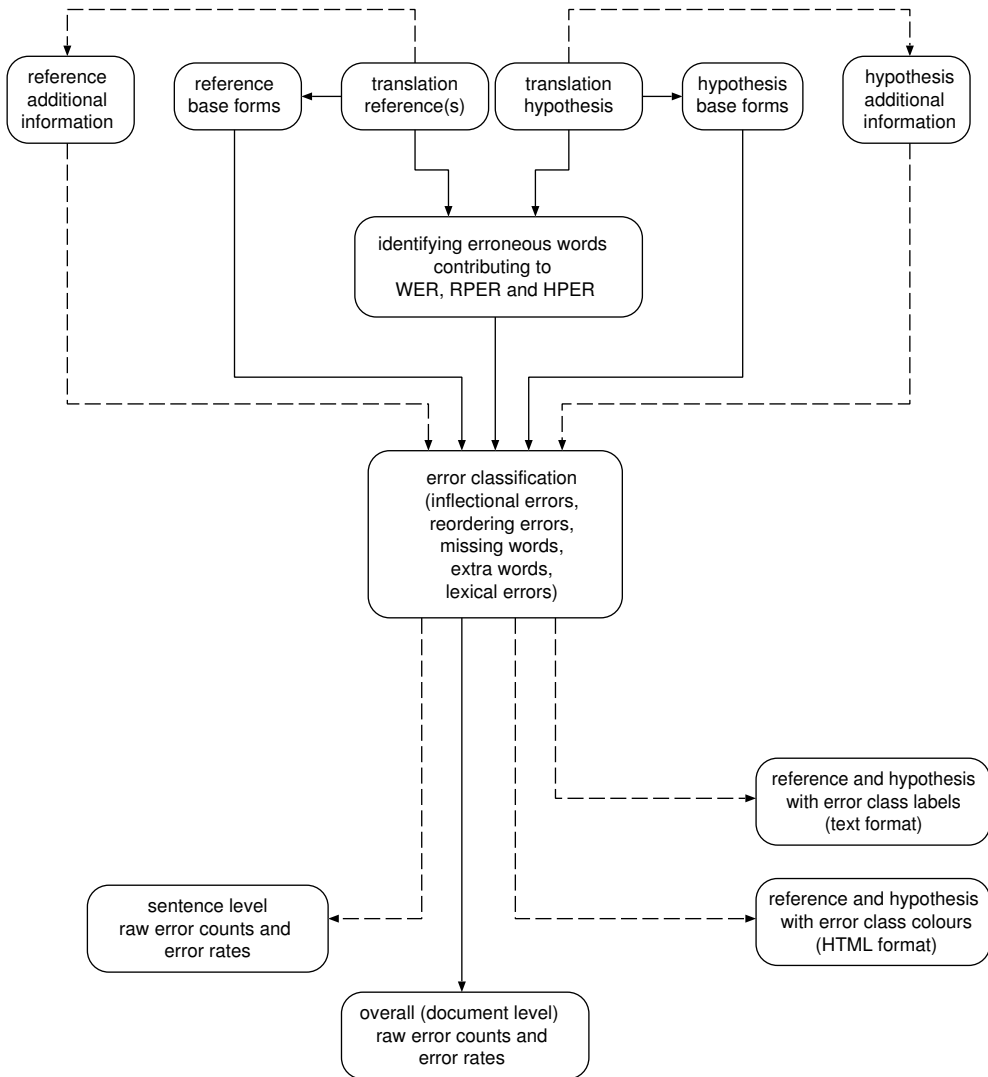 reference
additional
information
reference
base forms
translation
reference(s)
translation
hypothesis
hypothesis
base forms
hypothesis
additional
information
identifying erroneous words
contributing to
WER, RPER and HPER
error classification
(inflectional errors,
reordering errors,
missing words,
extra words,
lexical errors)
reference and hypothesis
with error class labels
(text format)
sentence level
raw error counts and
error rates
reference and hypothesis
with error class colours
(HTML format)
overall (document level)
raw error counts and
error rates